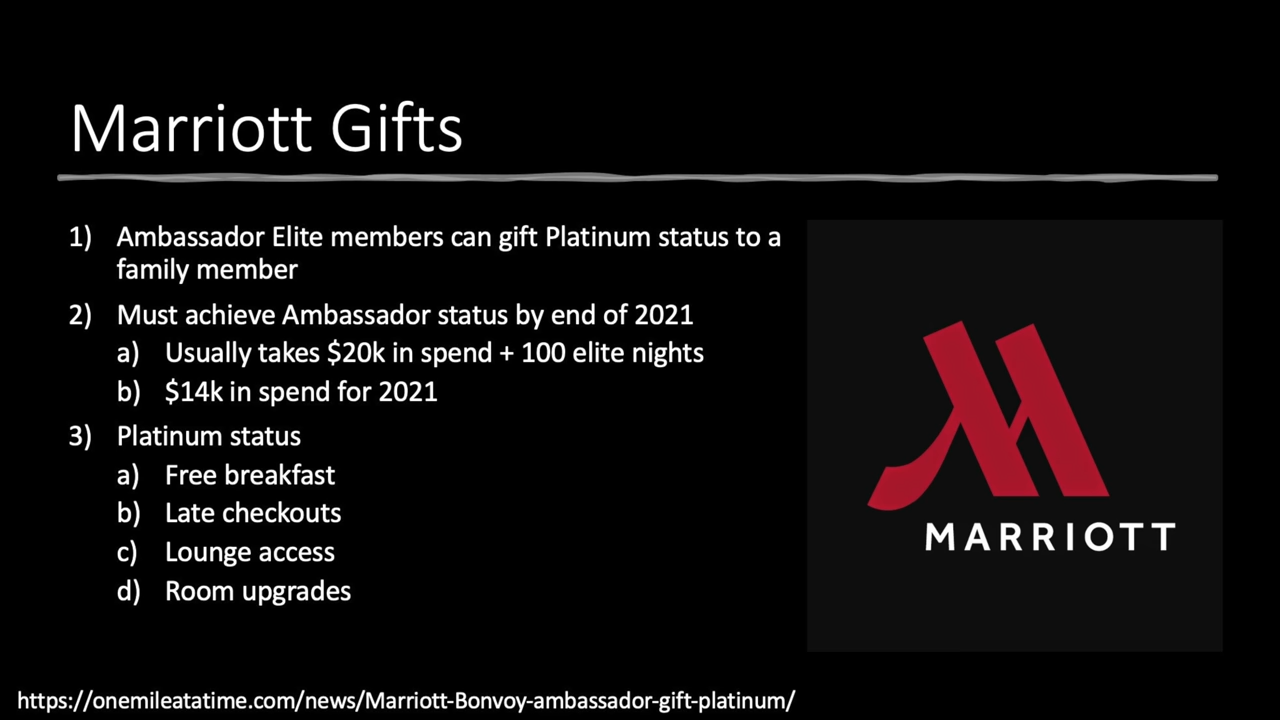 Marriott Gifts
1) Ambassador Elite members can gift Platinum status to a
family member
2) Must achieve Ambassador status by end of 2021
a) Usually takes $20k in spend + 100 elite nights
b) $14k in spend for 2021
3) Platinum status
a) Free breakfast
b) Late checkouts
c) Lounge access
d) Room upgrades
MARRIOTT
https://onemileatatime.com/news/Marriott-Bonvoy-ambassador-gift-platinum/